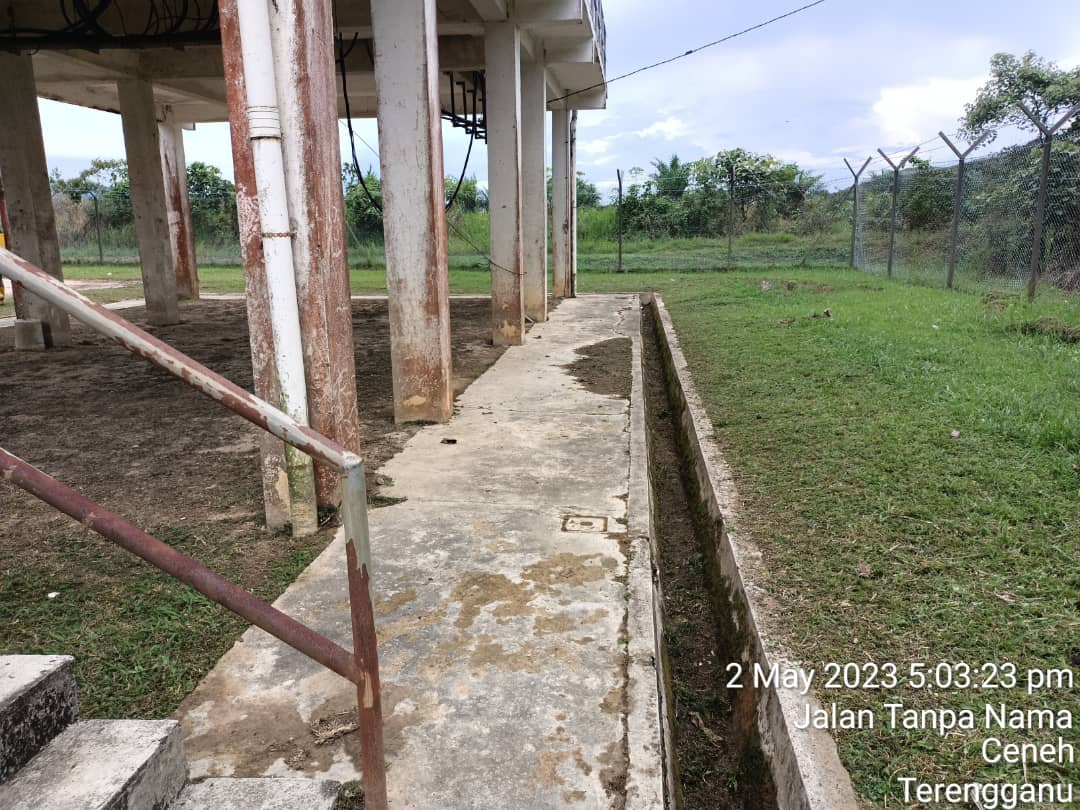 2 May 2023 5:03:23 pm
Jalan Tanpa Nama
Ceneh
Terengganu